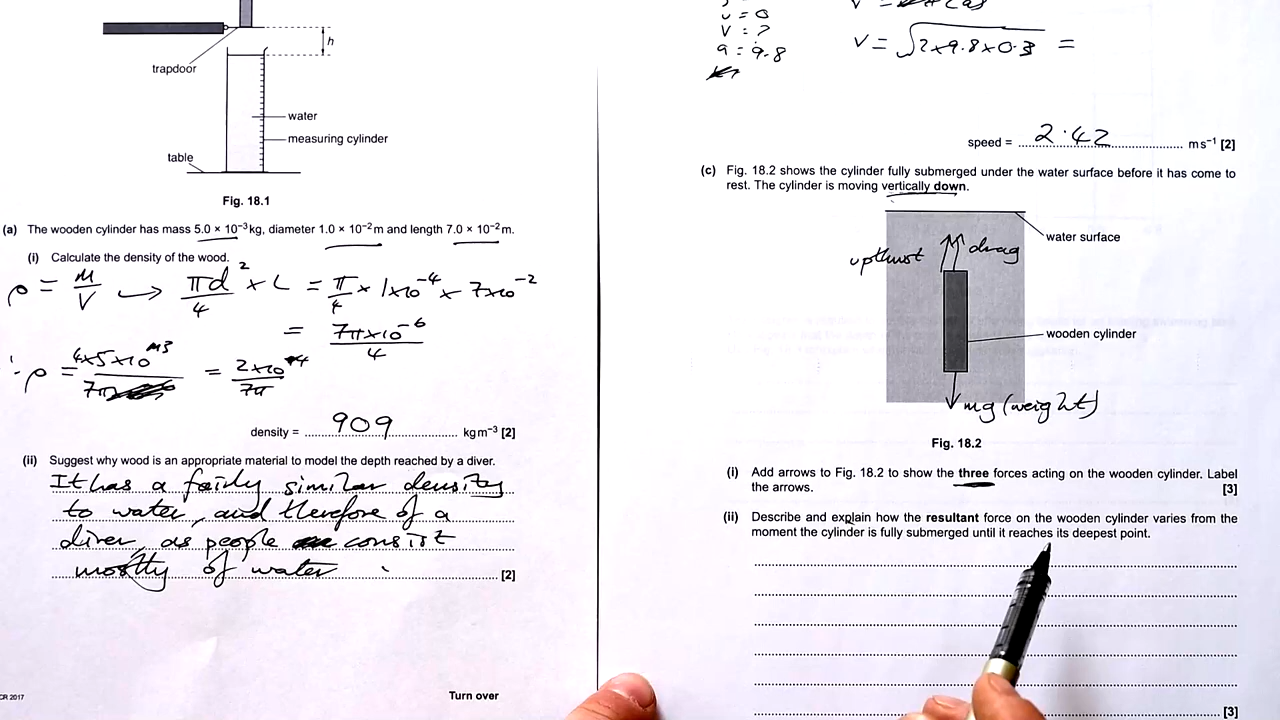 h
trapdoor
water
measuring cylinder
table
Fig. 18.1
(a) The wooden cylinder has mass 5.0 × 10⁻³ kg, diameter 1.0 × 10⁻² m and length 7.0 × 10⁻² m.
(i) Calculate the density of the wood.
ρ = M/V → πd²/4 × L = π/4 × 1×10⁻⁴ × 7×10⁻²
= 7π×10⁻⁶/4
∴ ρ = 4×5×10³/7π = 2×10⁴/7π
density = 909 kg m⁻³ [2]
(ii) Suggest why wood is an appropriate material to model the depth reached by a diver.
It has a fairly similar density
to water, and therefore of a
diver, as people consist
mostly of water. [2]
CR 2017
Turn over
u = 0
V = ?
a = 9.8
V = √2×9.8×0.3 =
speed = 2.42 m s⁻¹ [2]
(c) Fig. 18.2 shows the cylinder fully submerged under the water surface before it has come to
rest. The cylinder is moving vertically down.
water surface
upthrust
drag
wooden cylinder
mg (weight)
Fig. 18.2
(i) Add arrows to Fig. 18.2 to show the three forces acting on the wooden cylinder. Label
the arrows. [3]
(ii) Describe and explain how the resultant force on the wooden cylinder varies from the
moment the cylinder is fully submerged until it reaches its deepest point.
[3]